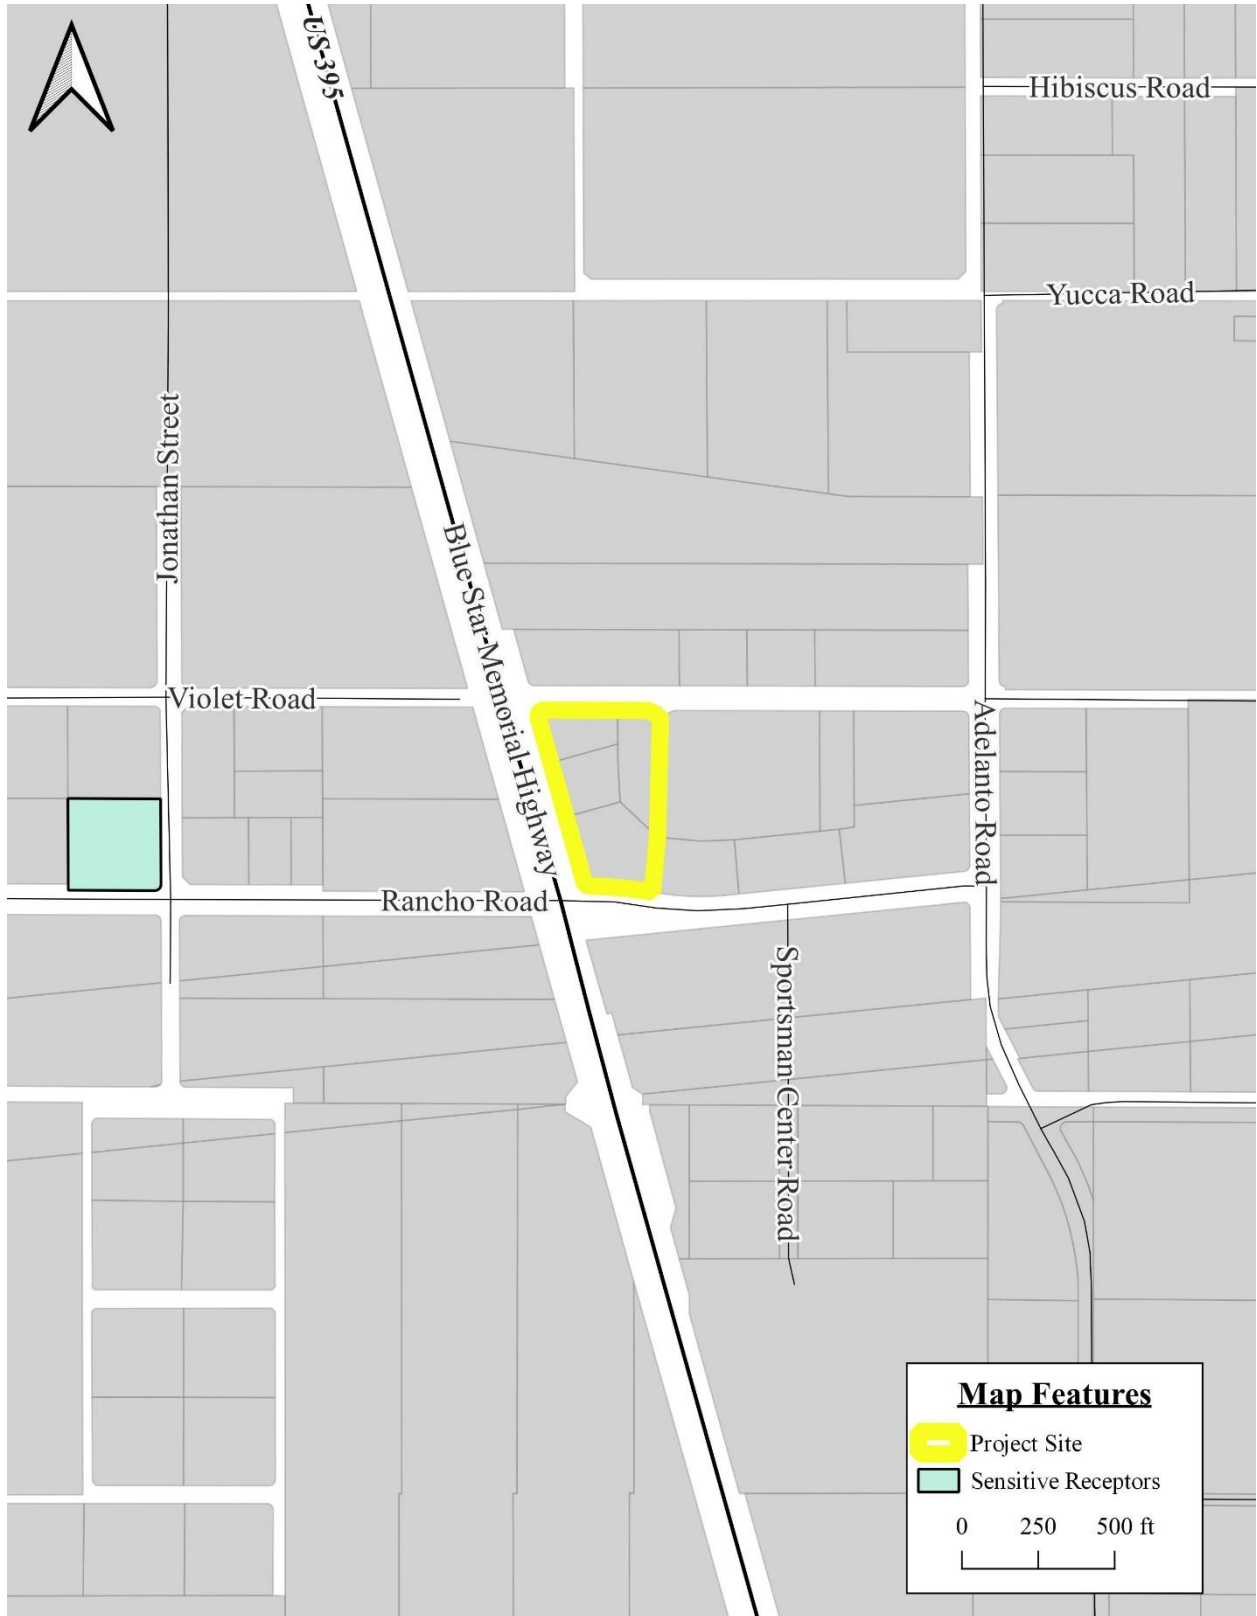 US-395
Hibiscus Road
Yucca Road
Jonathan Street
Blue Star Memorial Highway
Violet Road
Adelanto Road
Rancho Road
Sportsman Center Road
Map Features
Project Site
Sensitive Receptors
0 250 500 ft